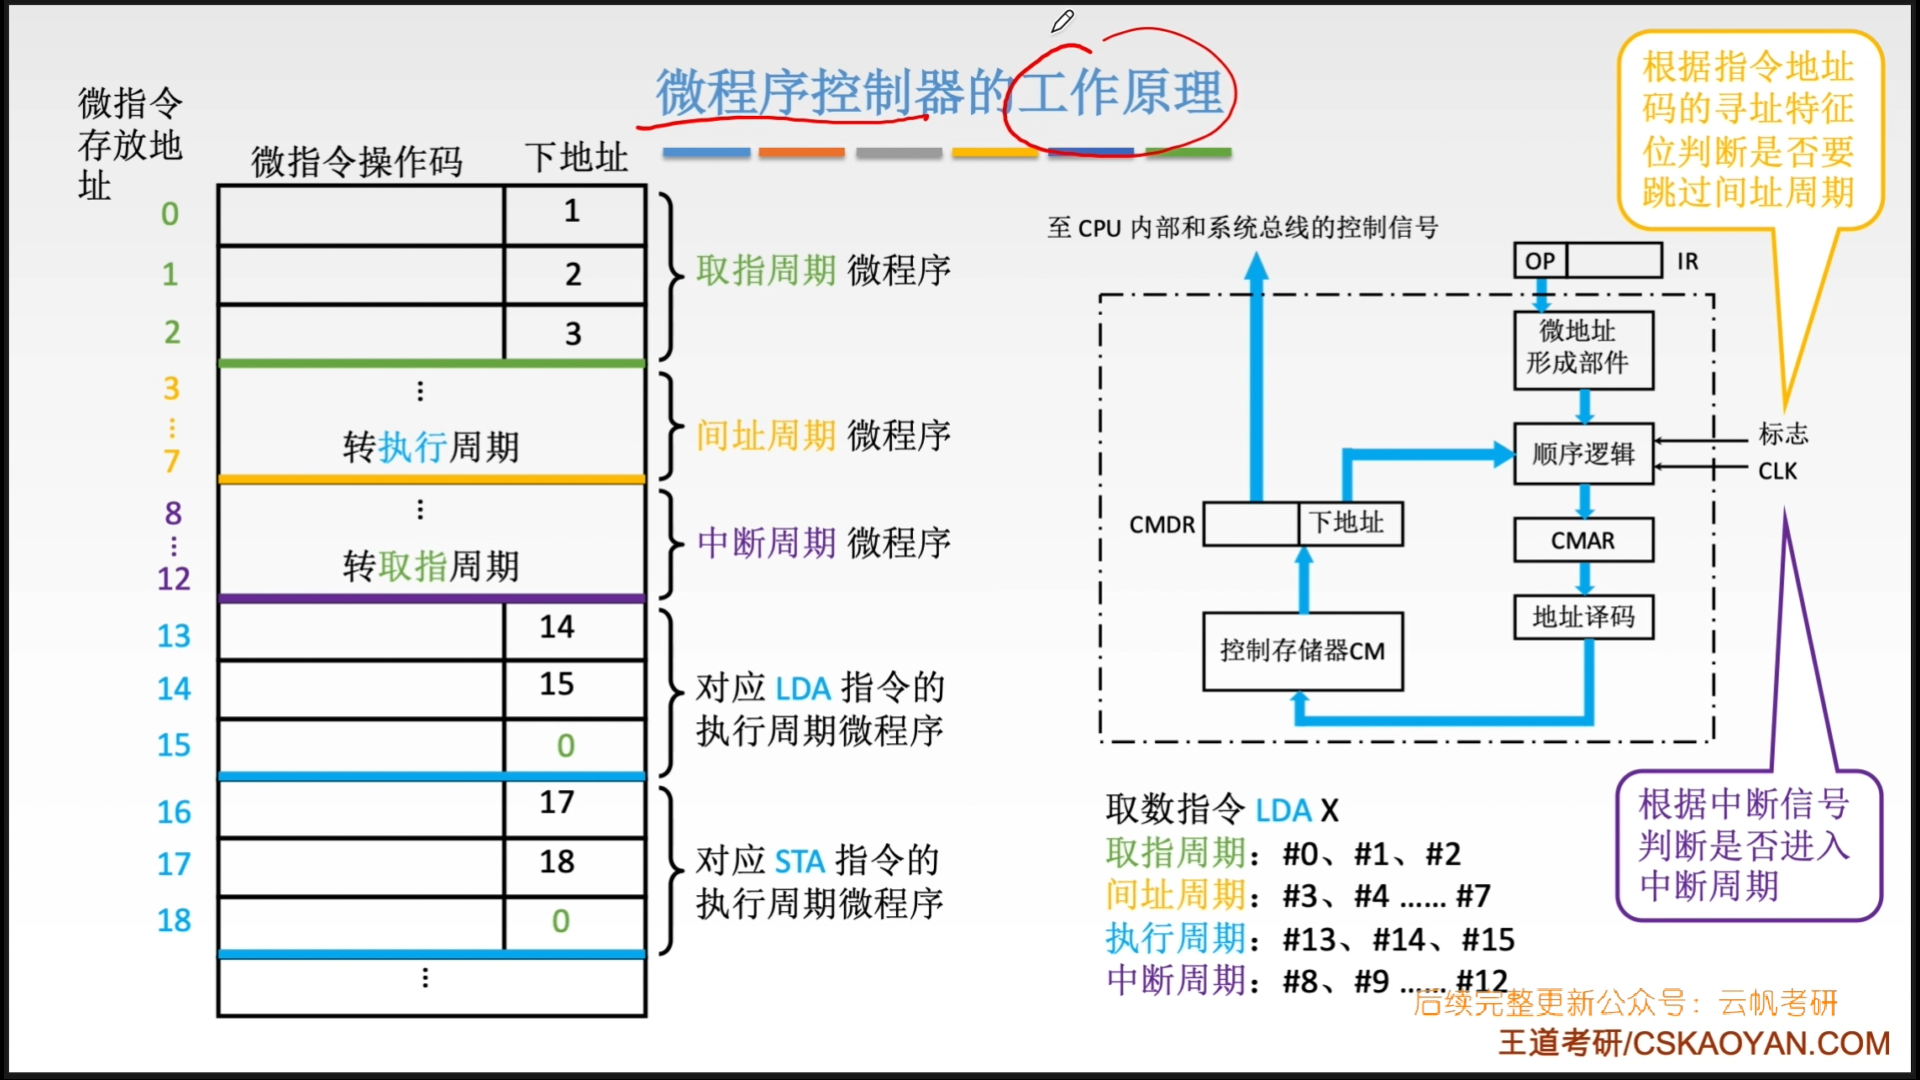 微程序控制器的工作原理
微指令
存放地
址
微指令操作码
下地址
0
1
1
2
2
3
取指周期 微程序
3
⋮
7
⋮
转执行周期
间址周期 微程序
8
⋮
12
⋮
转取指周期
中断周期 微程序
13
14
14
15
15
0
对应 LDA 指令的
执行周期微程序
16
17
17
18
18
0
对应 STA 指令的
执行周期微程序
⋮
至 CPU 内部和系统总线的控制信号
OP
IR
微地址
形成部件
顺序逻辑
标志
CLK
CMDR
下地址
CMAR
地址译码
控制存储器CM
根据指令地址
码的寻址特征
位判断是否要
跳过间址周期
根据中断信号
判断是否进入
中断周期
取数指令 LDA X
取指周期：#0、#1、#2
间址周期：#3、#4 …… #7
执行周期：#13、#14、#15
中断周期：#8、#9 …… #12
后续完整更新公众号：云帆考研
王道考研/CSKAOYAN.COM